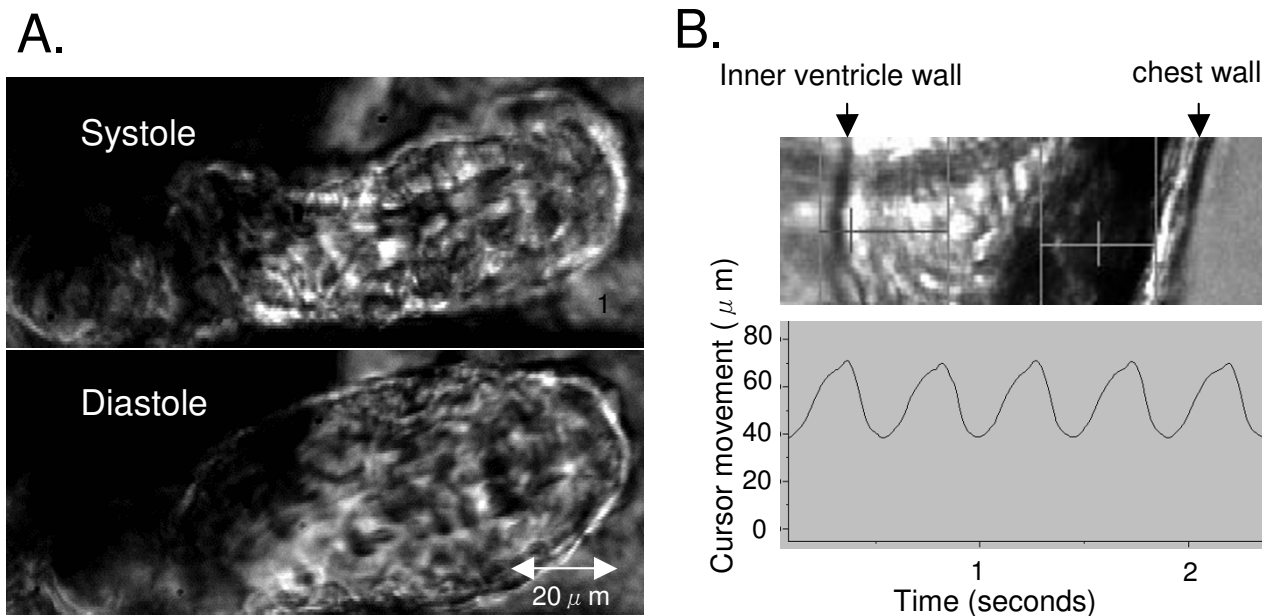 A.
Systole
1
Diastole
20 μ m
B.
Inner ventricle wall
chest wall
Cursor movement ( μ m)
80
60
40
20
0
1
2
Time (seconds)